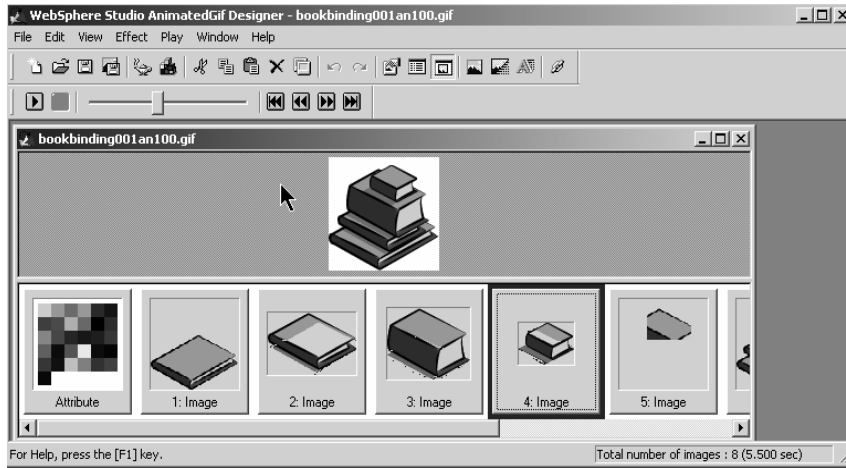 WebSphere Studio AnimatedGif Designer - bookbinding001an100.gif
File Edit View Effect Play Window Help
bookbinding001an100.gif
Attribute 1: Image 2: Image 3: Image 4: Image 5: Image
For Help, press the [F1] key. Total number of images : 8 (5.500 sec)